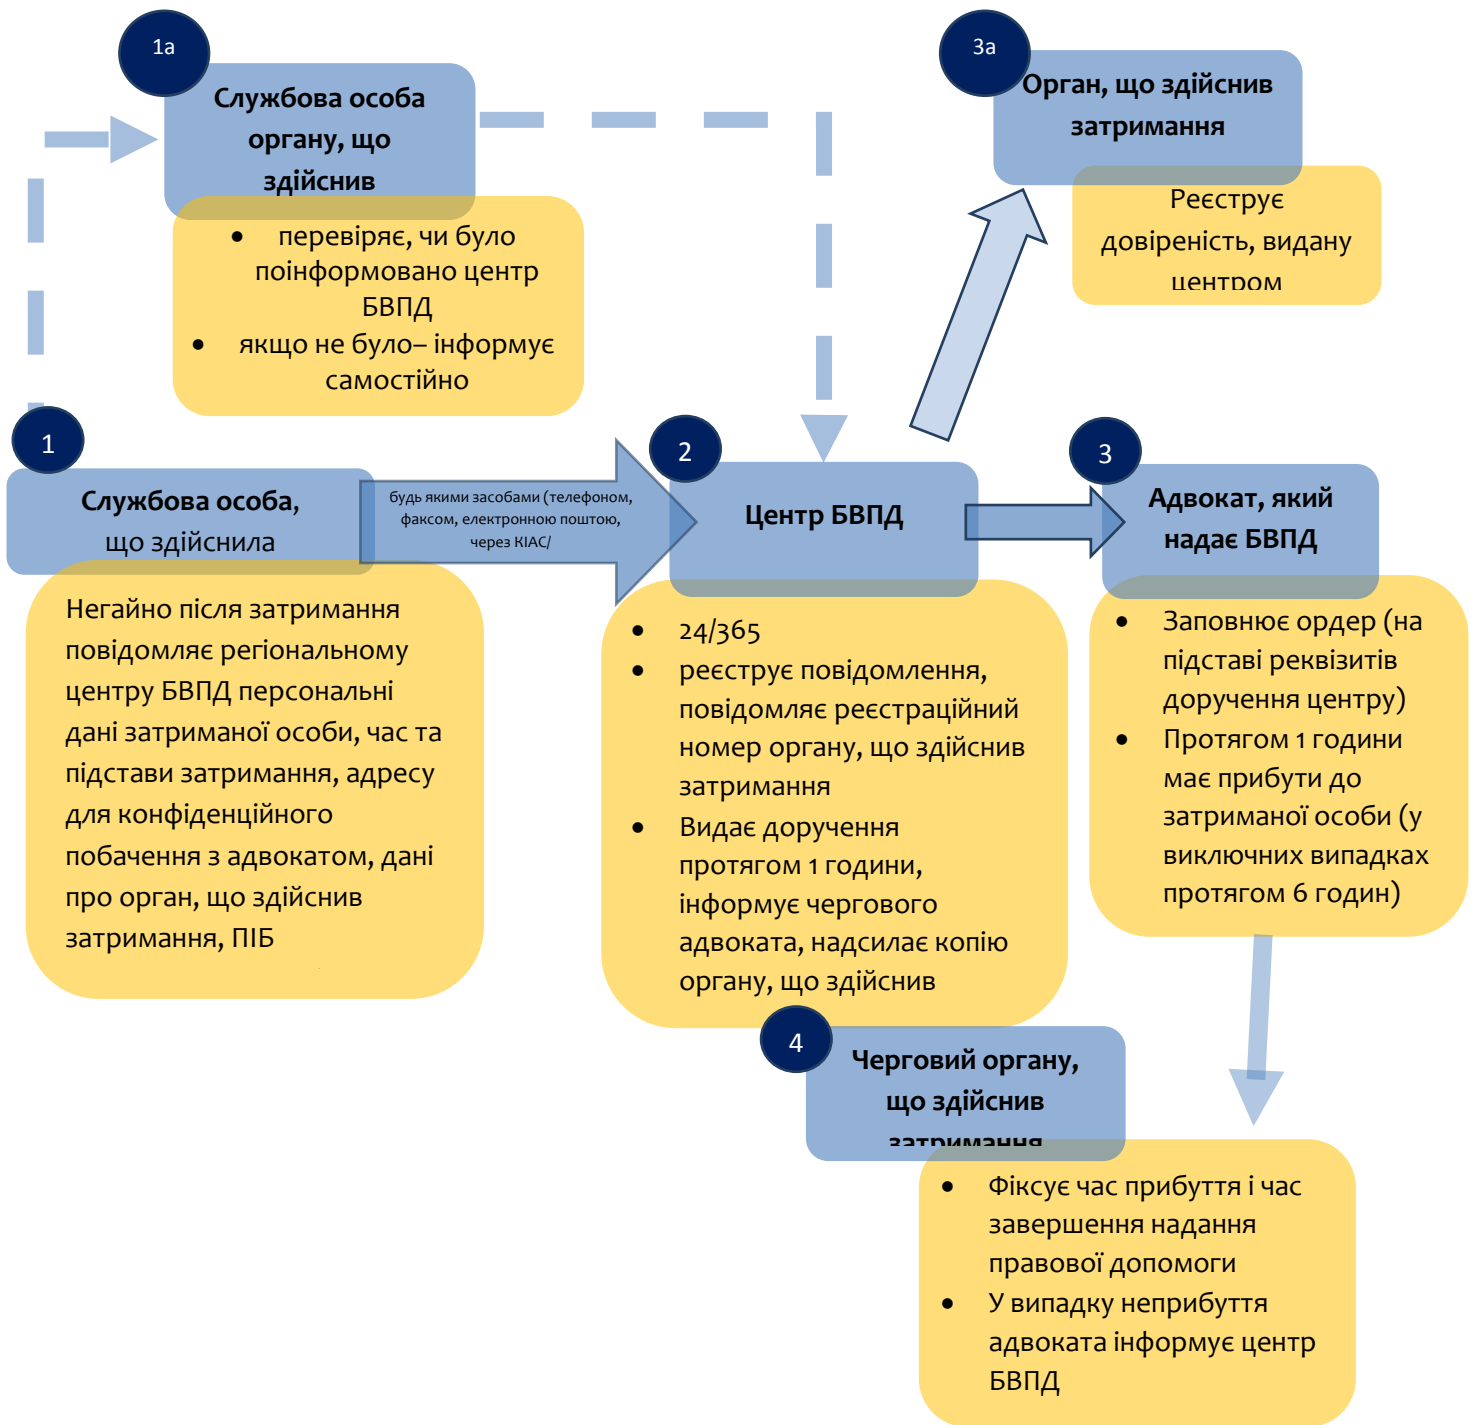 1а
Службова особа
органу, що
здійснив
перевіряє, чи було
поінформовано центр
БВПД
якщо не було– інформує
самостійно
3а
Орган, що здійснив
затримання
Реєструє
довіреність, видану
центром
1
Службова особа,
що здійснила
будь якими засобами (телефоном,
факсом, електронною поштою,
через КІАС/
Негайно після затримання
повідомляє регіональному
центру БВПД персональні
дані затриманої особи, час та
підстави затримання, адресу
для конфіденційного
побачення з адвокатом, дані
про орган, що здійснив
затримання, ПІБ
2
Центр БВПД
24/365
реєструє повідомлення,
повідомляє реєстраційний
номер органу, що здійснив
затримання
Видає доручення
протягом 1 години,
інформує чергового
адвоката, надсилає копію
органу, що здійснив
3
Адвокат, який
надає БВПД
Заповнює ордер (на
підставі реквізитів
доручення центру)
Протягом 1 години
має прибути до
затриманої особи (у
виключних випадках
протягом 6 годин)
4
Черговий органу,
що здійснив
затримання
Фіксує час прибуття і час
завершення надання
правової допомоги
У випадку неприбуття
адвоката інформує центр
БВПД